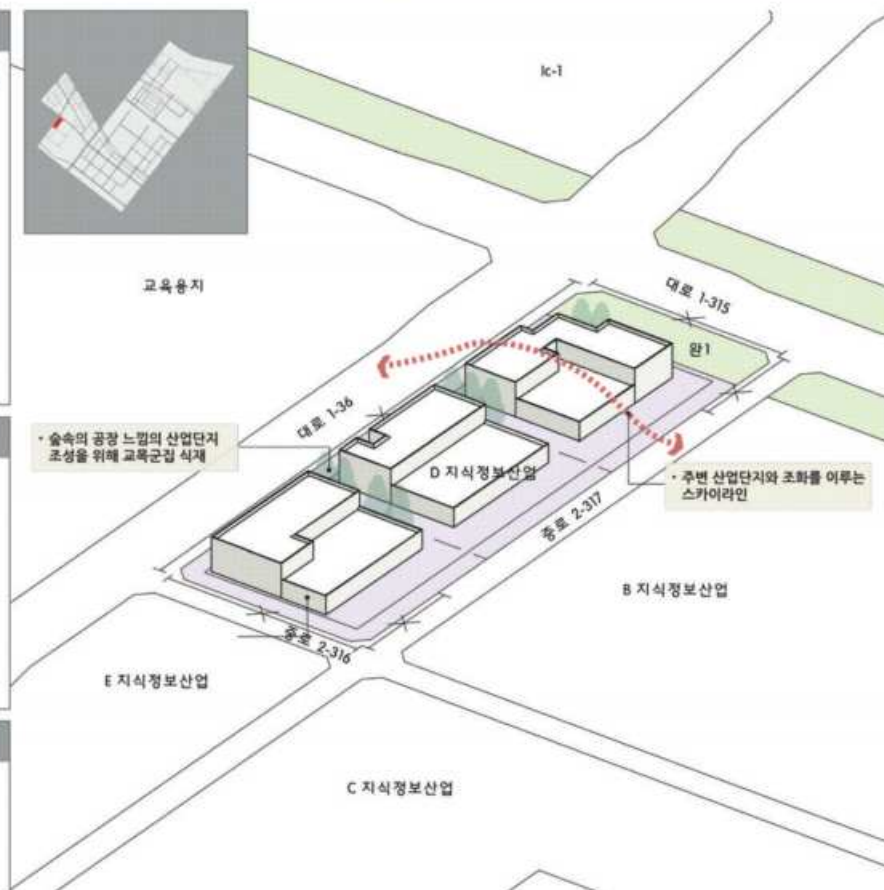 Ic-1
교육용지
대로 1-315
완1
대로 1-36
• 숲속의 공장 느낌의 산업단지
조성을 위해 교목군집 식재
D 지식정보산업
• 주변 산업단지와 조화를 이루는
스카이라인
중로 2-317
B 지식정보산업
중로 2-316
E 지식정보산업
C 지식정보산업